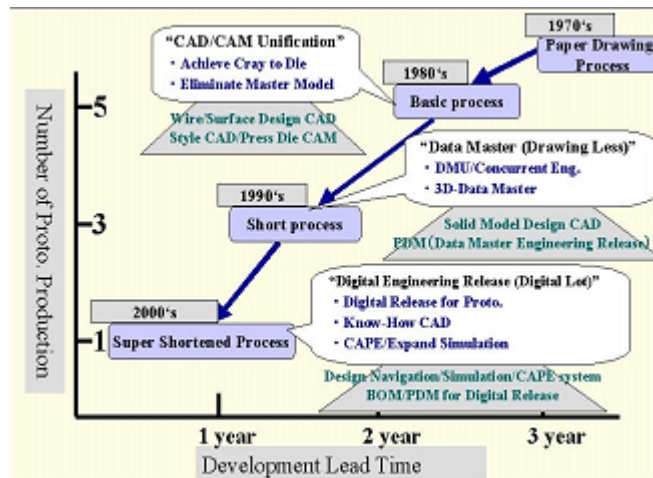 1970's
Paper Drawing
Process
"CAD/CAM Unification"
・Achieve Cray to Die
・Eliminate Master Model
1980's
Basic process
Wire/Surface Design CAD
Style CAD/Press Die CAM
"Data Master (Drawing Less)"
・DMU/Concurrent Eng.
・3D-Data Master
1990's
Short process
Solid Model Design CAD
PDM(Data Master Engineering Release)
"Digital Engineering Release (Digital Lot)"
・Digital Release for Proto.
・Know-How CAD
・CAPE/Expand Simulation
2000's
Super Shortened Process
Design Navigation/Simulation/CAPE system
BOM/PDM for Digital Release
Number of Proto. Production
5
3
1
1 year
2 year
3 year
Development Lead Time